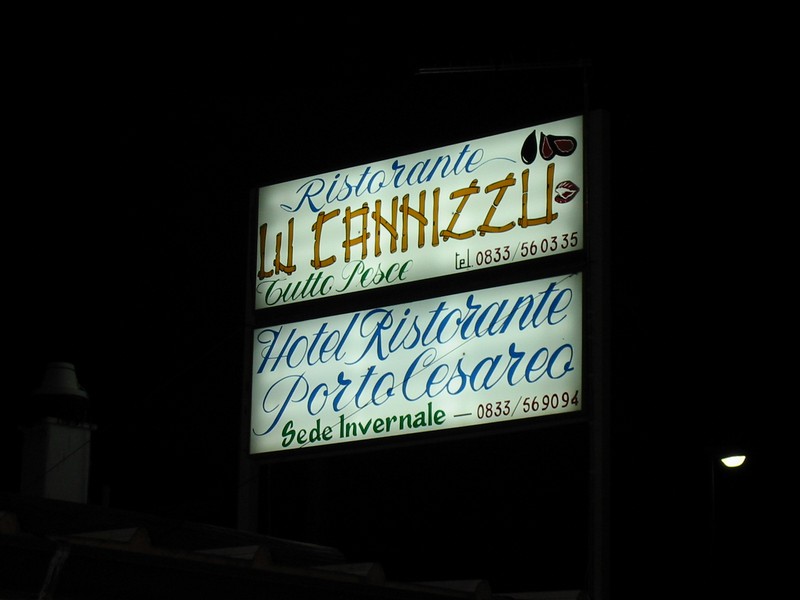 Ristorante
LU CANNIZZU
Tutto Pesce tel. 0833/560335
Hotel Ristorante
Porto Cesareo
Sede Invernale — 0833/569094